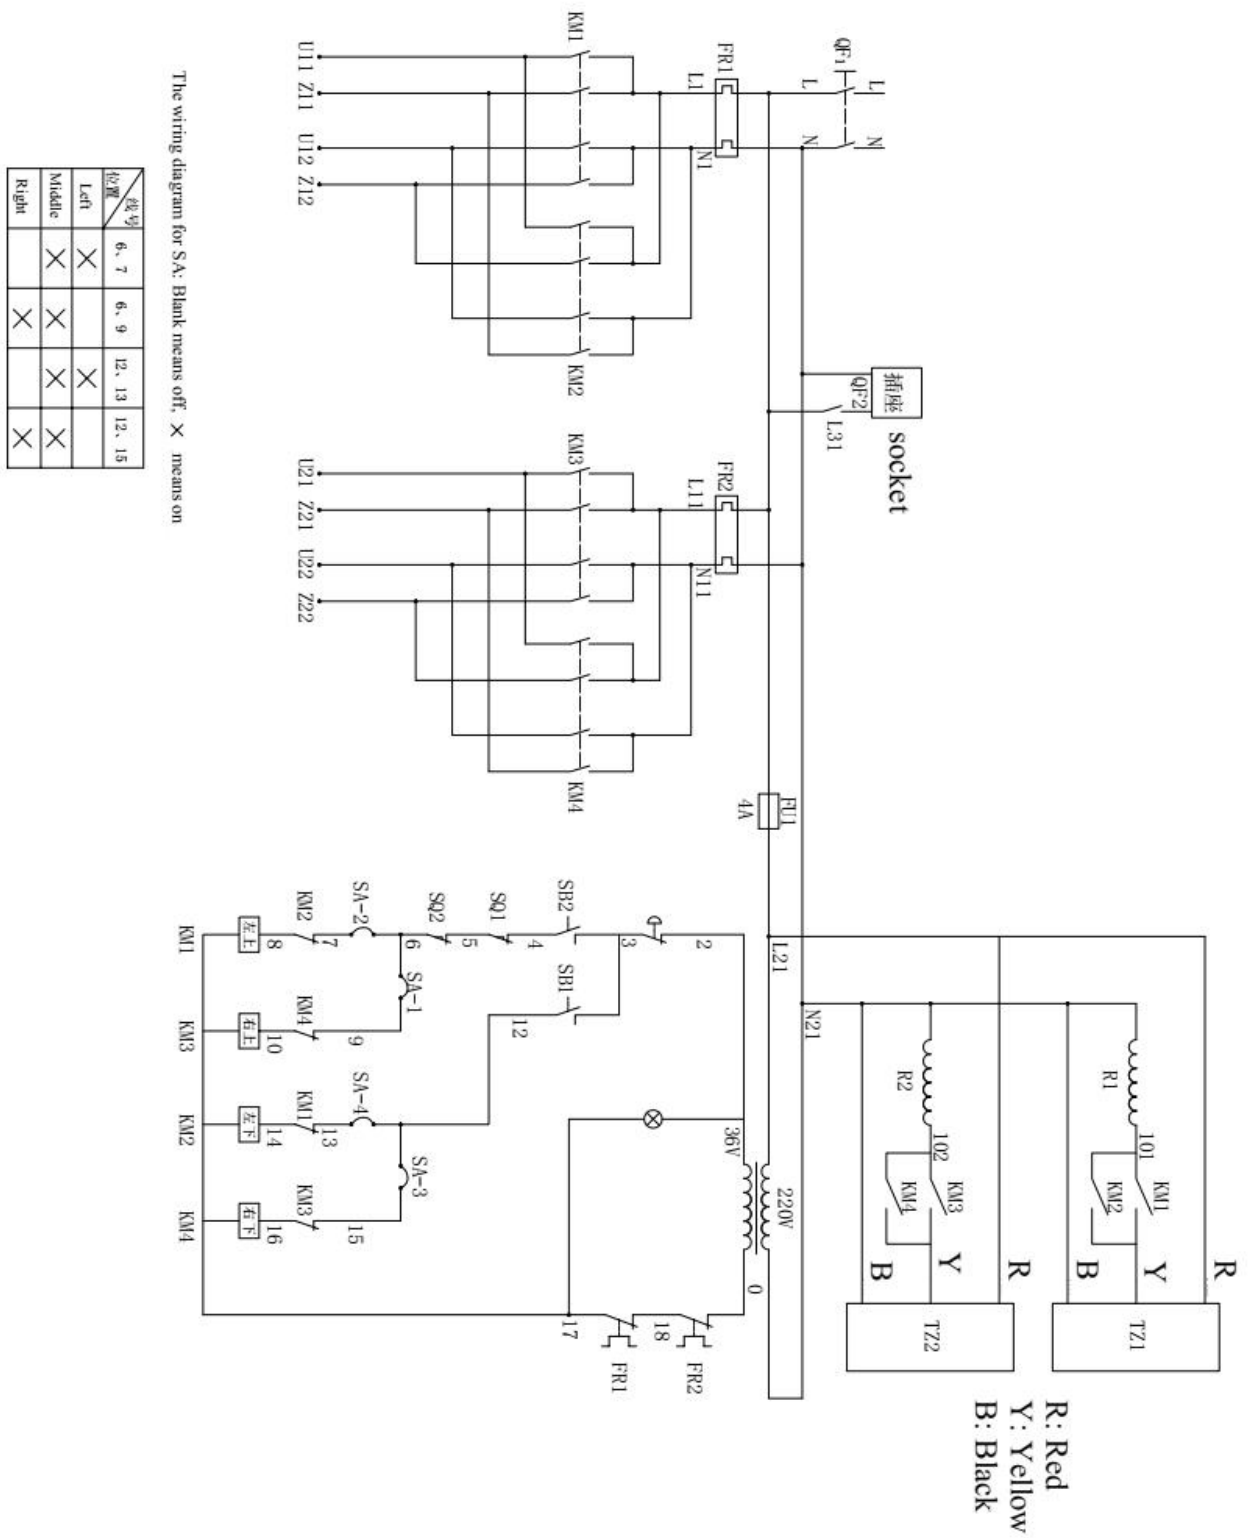 QF1
L
N
L
N
FR1
L1
N1
KM1
U11
Z11
U12
Z12
KM2
插座
socket
QF2
L31
FR2
L11
N11
KM3
U21
Z21
U22
Z22
KM4
FU1
4A
L21
N21
R1
101
KM1
KM2
R
Y
B
TZ1
R2
102
KM3
KM4
R
Y
B
TZ2
R: Red
Y: Yellow
B: Black
220V
36V
0
2
3
SB2
SB1
4
SQ1
5
SQ2
6
12
SA-2
SA-1
SA-4
SA-3
7
9
13
15
KM2
KM4
KM1
KM3
8
10
14
16
左上
右上
左下
右下
KM1
KM3
KM2
KM4
18
17
FR2
FR1
The wiring diagram for SA: Blank means off, × means on
线号
位置
6、7 6、9 12、13 12、15
Left × ×
Middle × × × ×
Right × ×